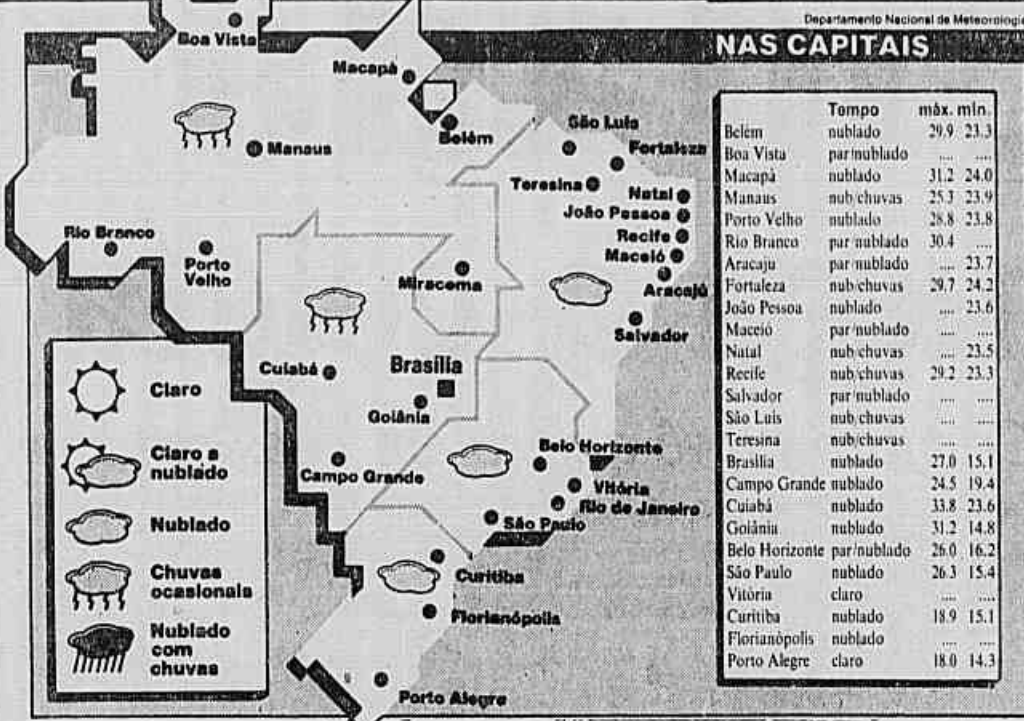 Departamento Nacional de Meteorologia
NAS CAPITAIS
Boa Vista
Macapá
Belém
Manaus
São Luis
Fortaleza
Teresina
Natal
João Pessoa
Recife
Maceió
Aracajú
Salvador
Rio Branco
Porto
Velho
Miracema
Cuiabá
Brasília
Goiânia
Campo Grande
Belo Horizonte
Vitória
Rio de Janeiro
São Paulo
Curitiba
Florianópolis
Porto Alegre
Claro
Claro a
nublado
Nublado
Chuvas
ocasionais
Nublado
com
chuvas
Tempo máx. mín.
Belém nublado 29.9 23.3
Boa Vista par/nublado .... ....
Macapá nublado 31.2 24.0
Manaus nub/chuvas 25.3 23.9
Porto Velho nublado 28.8 23.8
Rio Branco par/nublado 30.4 ....
Aracaju par/nublado .... 23.7
Fortaleza nub/chuvas 29.7 24.2
João Pessoa nublado .... 23.6
Maceió par/nublado .... ....
Natal nub/chuvas .... 23.5
Recife nub/chuvas 29.2 23.3
Salvador par/nublado .... ....
São Luis nub/chuvas .... ....
Teresina nub/chuvas .... ....
Brasília nublado 27.0 15.1
Campo Grande nublado 24.5 19.4
Cuiabá nublado 33.8 23.6
Goiânia nublado 31.2 14.8
Belo Horizonte par/nublado 26.0 16.2
São Paulo nublado 26.3 15.4
Vitória claro .... ....
Curitiba nublado 18.9 15.1
Florianópolis nublado .... ....
Porto Alegre claro 18.0 14.3